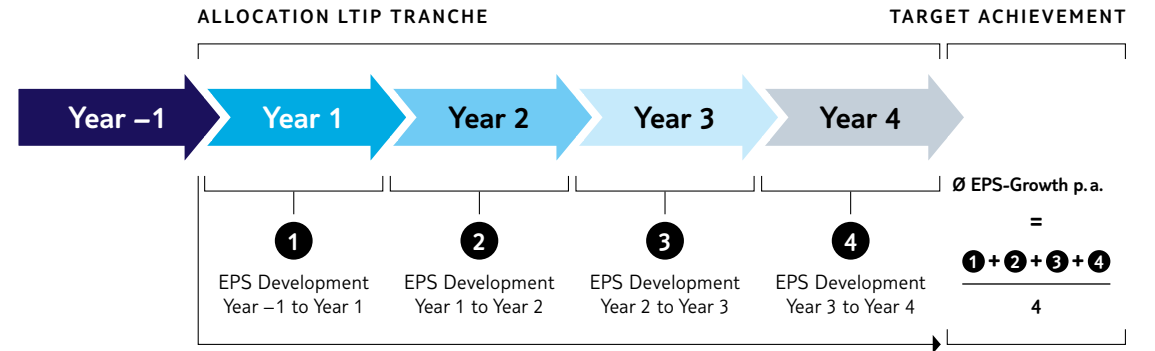 ALLOCATION LTIP TRANCHE
TARGET ACHIEVEMENT
Year –1
Year 1
Year 2
Year 3
Year 4
1
EPS Development
Year –1 to Year 1
2
EPS Development
Year 1 to Year 2
3
EPS Development
Year 2 to Year 3
4
EPS Development
Year 3 to Year 4
Ø EPS-Growth p. a.
=
1 + 2 + 3 + 4
4